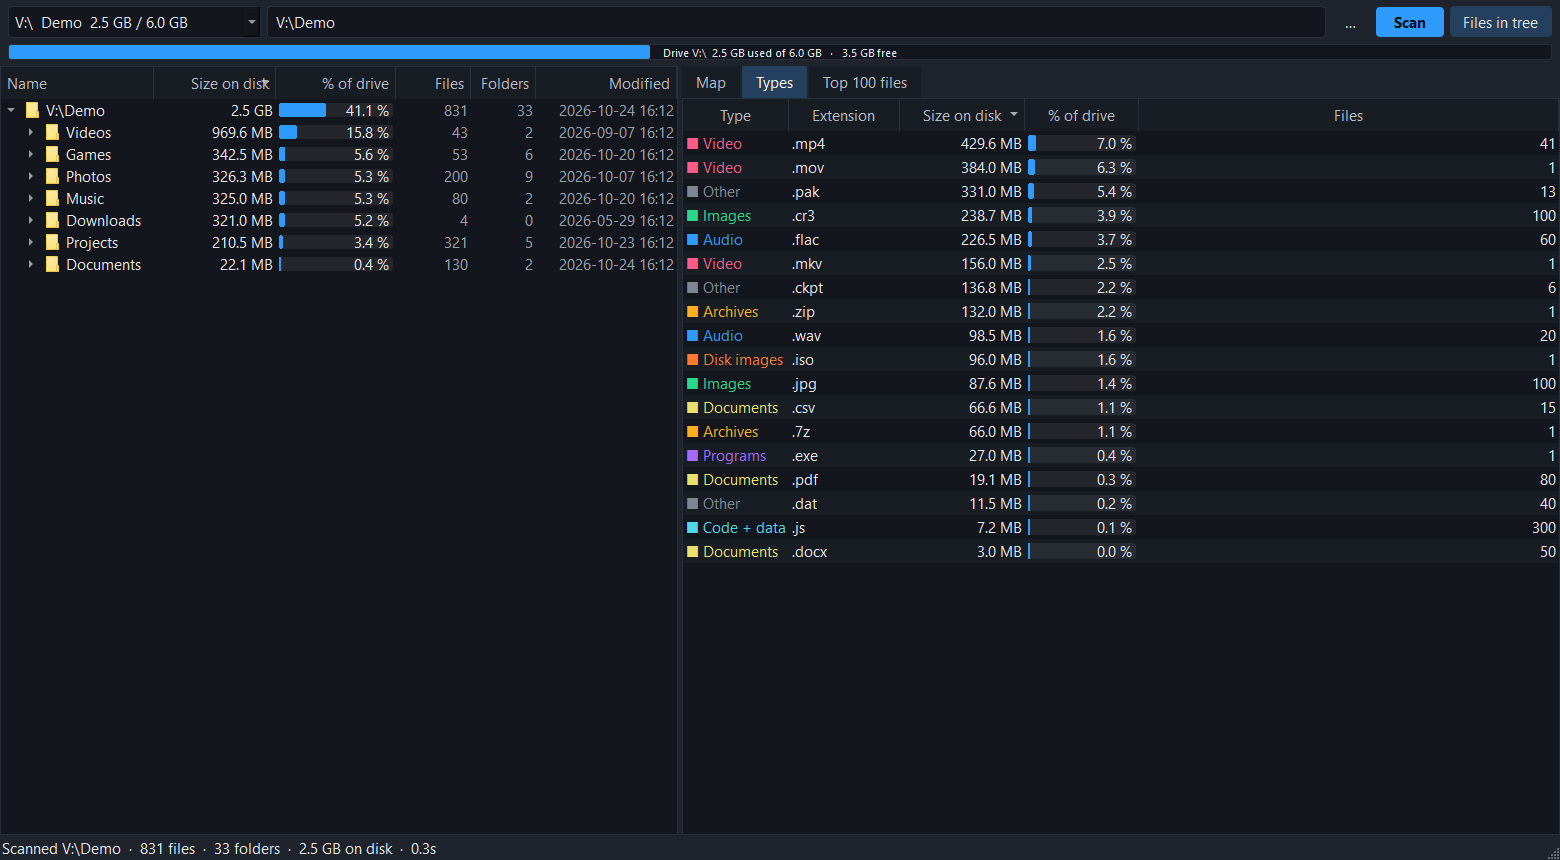 V:\ Demo 2.5 GB / 6.0 GB V:\Demo ... Scan Files in tree
Drive V:\ 2.5 GB used of 6.0 GB · 3.5 GB free
Name Size on disk % of drive Files Folders Modified
V:\Demo 2.5 GB 41.1 % 831 33 2026-10-24 16:12
Videos 969.6 MB 15.8 % 43 2 2026-09-07 16:12
Games 342.5 MB 5.6 % 53 6 2026-10-20 16:12
Photos 326.3 MB 5.3 % 200 9 2026-10-07 16:12
Music 325.0 MB 5.3 % 80 2 2026-10-20 16:12
Downloads 321.0 MB 5.2 % 4 0 2026-05-29 16:12
Projects 210.5 MB 3.4 % 321 5 2026-10-23 16:12
Documents 22.1 MB 0.4 % 130 2 2026-10-24 16:12
Map Types Top 100 files
Type Extension Size on disk % of drive Files
Video .mp4 429.6 MB 7.0 % 41
Video .mov 384.0 MB 6.3 % 1
Other .pak 331.0 MB 5.4 % 13
Images .cr3 238.7 MB 3.9 % 100
Audio .flac 226.5 MB 3.7 % 60
Video .mkv 156.0 MB 2.5 % 1
Other .ckpt 136.8 MB 2.2 % 6
Archives .zip 132.0 MB 2.2 % 1
Audio .wav 98.5 MB 1.6 % 20
Disk images .iso 96.0 MB 1.6 % 1
Images .jpg 87.6 MB 1.4 % 100
Documents .csv 66.6 MB 1.1 % 15
Archives .7z 66.0 MB 1.1 % 1
Programs .exe 27.0 MB 0.4 % 1
Documents .pdf 19.1 MB 0.3 % 80
Other .dat 11.5 MB 0.2 % 40
Code + data .js 7.2 MB 0.1 % 300
Documents .docx 3.0 MB 0.0 % 50
Scanned V:\Demo · 831 files · 33 folders · 2.5 GB on disk · 0.3s